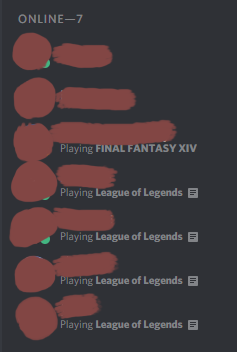 ONLINE—7
Playing FINAL FANTASY XIV
Playing League of Legends
Playing League of Legends
Playing League of Legends
Playing League of Legends